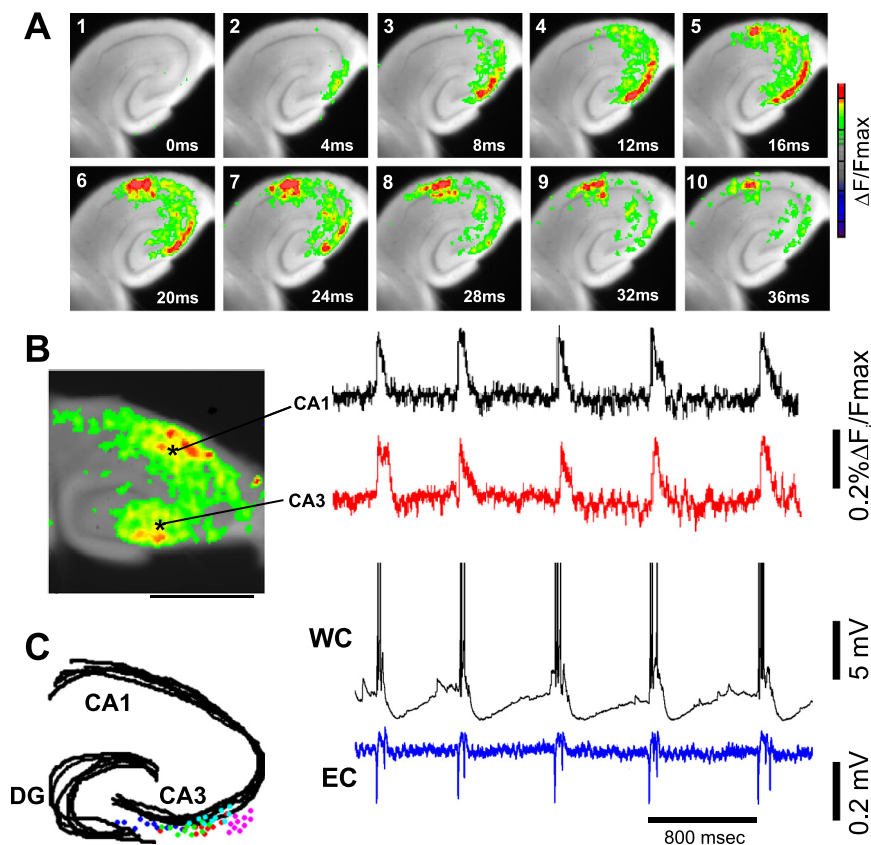 A
1
2
3
4
5
0ms
4ms
8ms
12ms
16ms
6
7
8
9
10
20ms
24ms
28ms
32ms
36ms
ΔF/Fmax
B
CA1
CA3
0.2%ΔF/Fmax
WC
5 mV
EC
0.2 mV
800 msec
C
CA1
DG
CA3